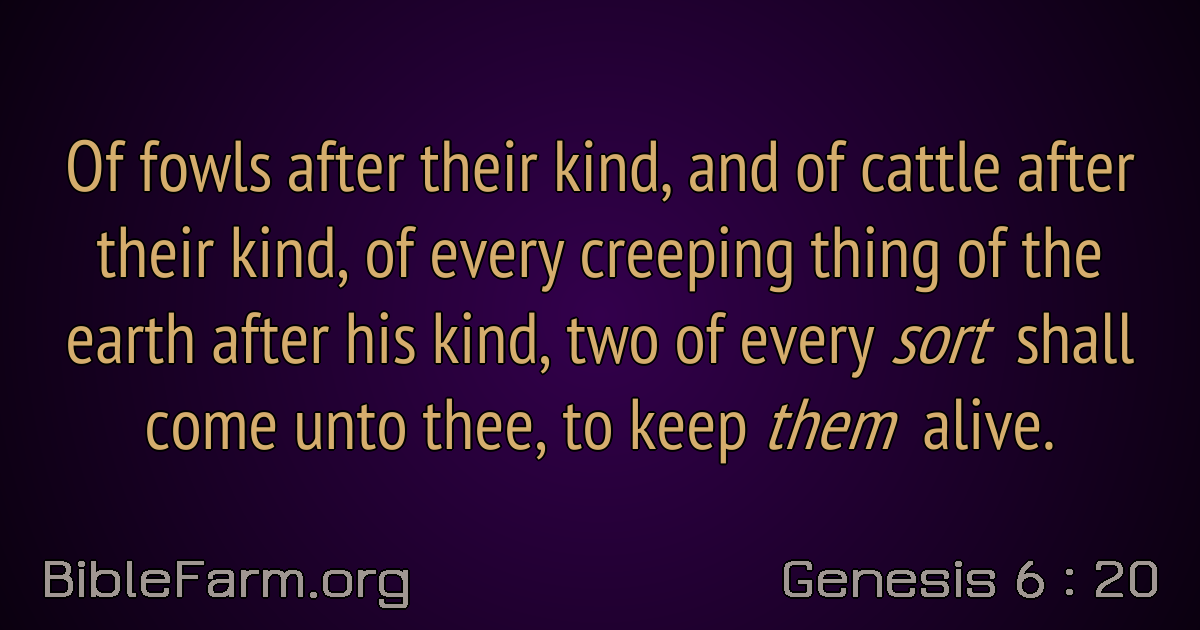 Of fowls after their kind, and of cattle after
their kind, of every creeping thing of the
earth after his kind, two of every sort shall
come unto thee, to keep them alive.
BibleFarm.org
Genesis 6 : 20